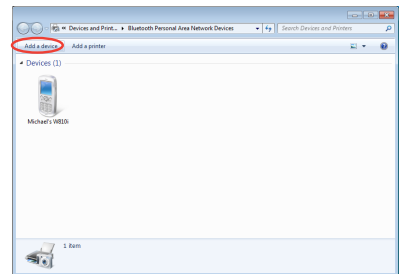 « Devices and Print... ▸ Bluetooth Personal Area Network Devices
Search Devices and Printers
Add a device Add a printer
Devices (1)
Michael's W810i
1 item